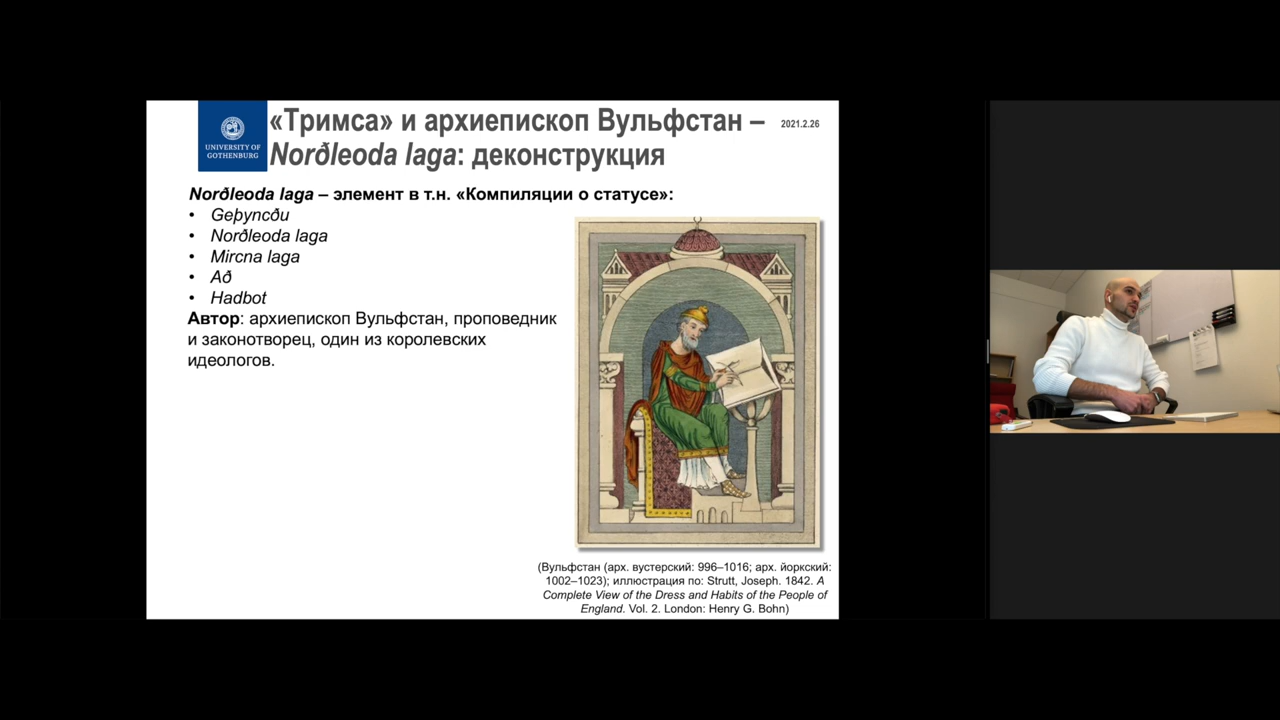 «Тримса» и архиепископ Вульфстан –
Norðleoda laga: деконструкция
2021.2.26
UNIVERSITY OF
GOTHENBURG
Norðleoda laga – элемент в т.н. «Компиляции о статусе»:
• Geþyncðu
• Norðleoda laga
• Mircna laga
• Að
• Hadbot
Автор: архиепископ Вульфстан, проповедник
и законотворец, один из королевских
идеологов.
(Вульфстан (арх. вустерский: 996–1016; арх. йоркский:
1002–1023); иллюстрация по: Strutt, Joseph. 1842. A
Complete View of the Dress and Habits of the People of
England. Vol. 2. London: Henry G. Bohn)